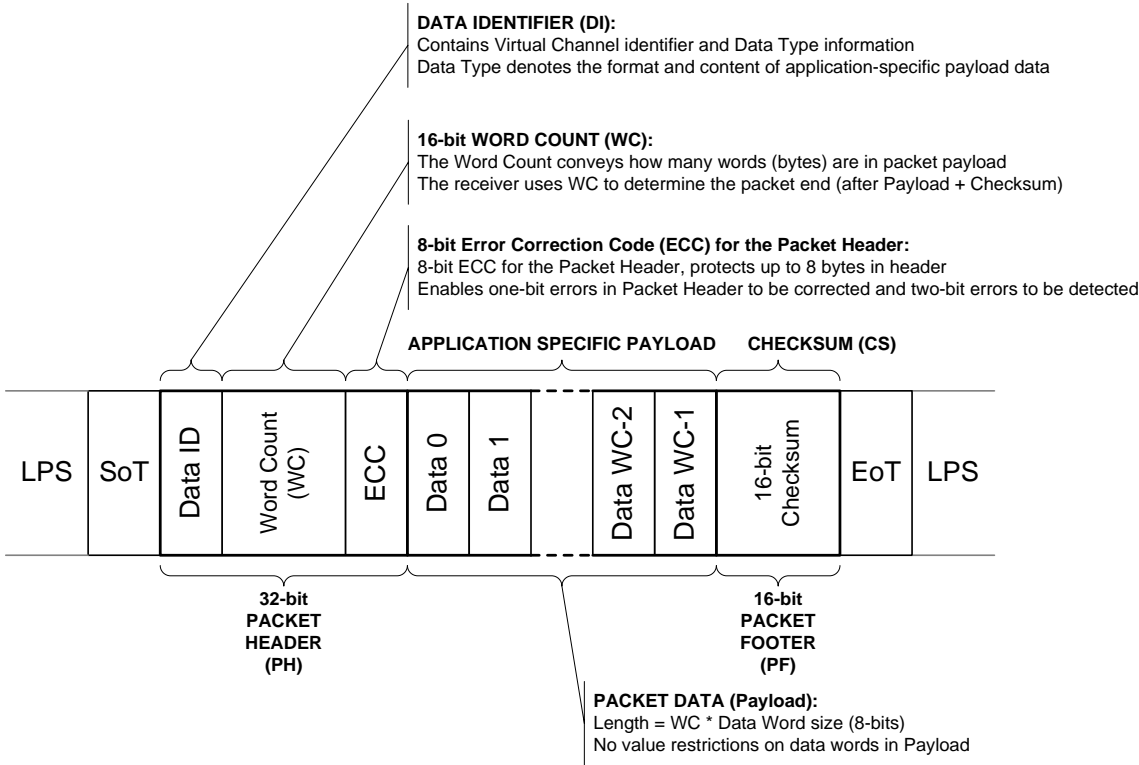 DATA IDENTIFIER (DI):
Contains Virtual Channel identifier and Data Type information
Data Type denotes the format and content of application-specific payload data
16-bit WORD COUNT (WC):
The Word Count conveys how many words (bytes) are in packet payload
The receiver uses WC to determine the packet end (after Payload + Checksum)
8-bit Error Correction Code (ECC) for the Packet Header:
8-bit ECC for the Packet Header, protects up to 8 bytes in header
Enables one-bit errors in Packet Header to be corrected and two-bit errors to be detected
APPLICATION SPECIFIC PAYLOAD
CHECKSUM (CS)
LPS
SoT
Data ID
Word Count
(WC)
ECC
Data 0
Data 1
Data WC-2
Data WC-1
16-bit
Checksum
EoT
LPS
32-bit
PACKET
HEADER
(PH)
16-bit
PACKET
FOOTER
(PF)
PACKET DATA (Payload):
Length = WC * Data Word size (8-bits)
No value restrictions on data words in Payload